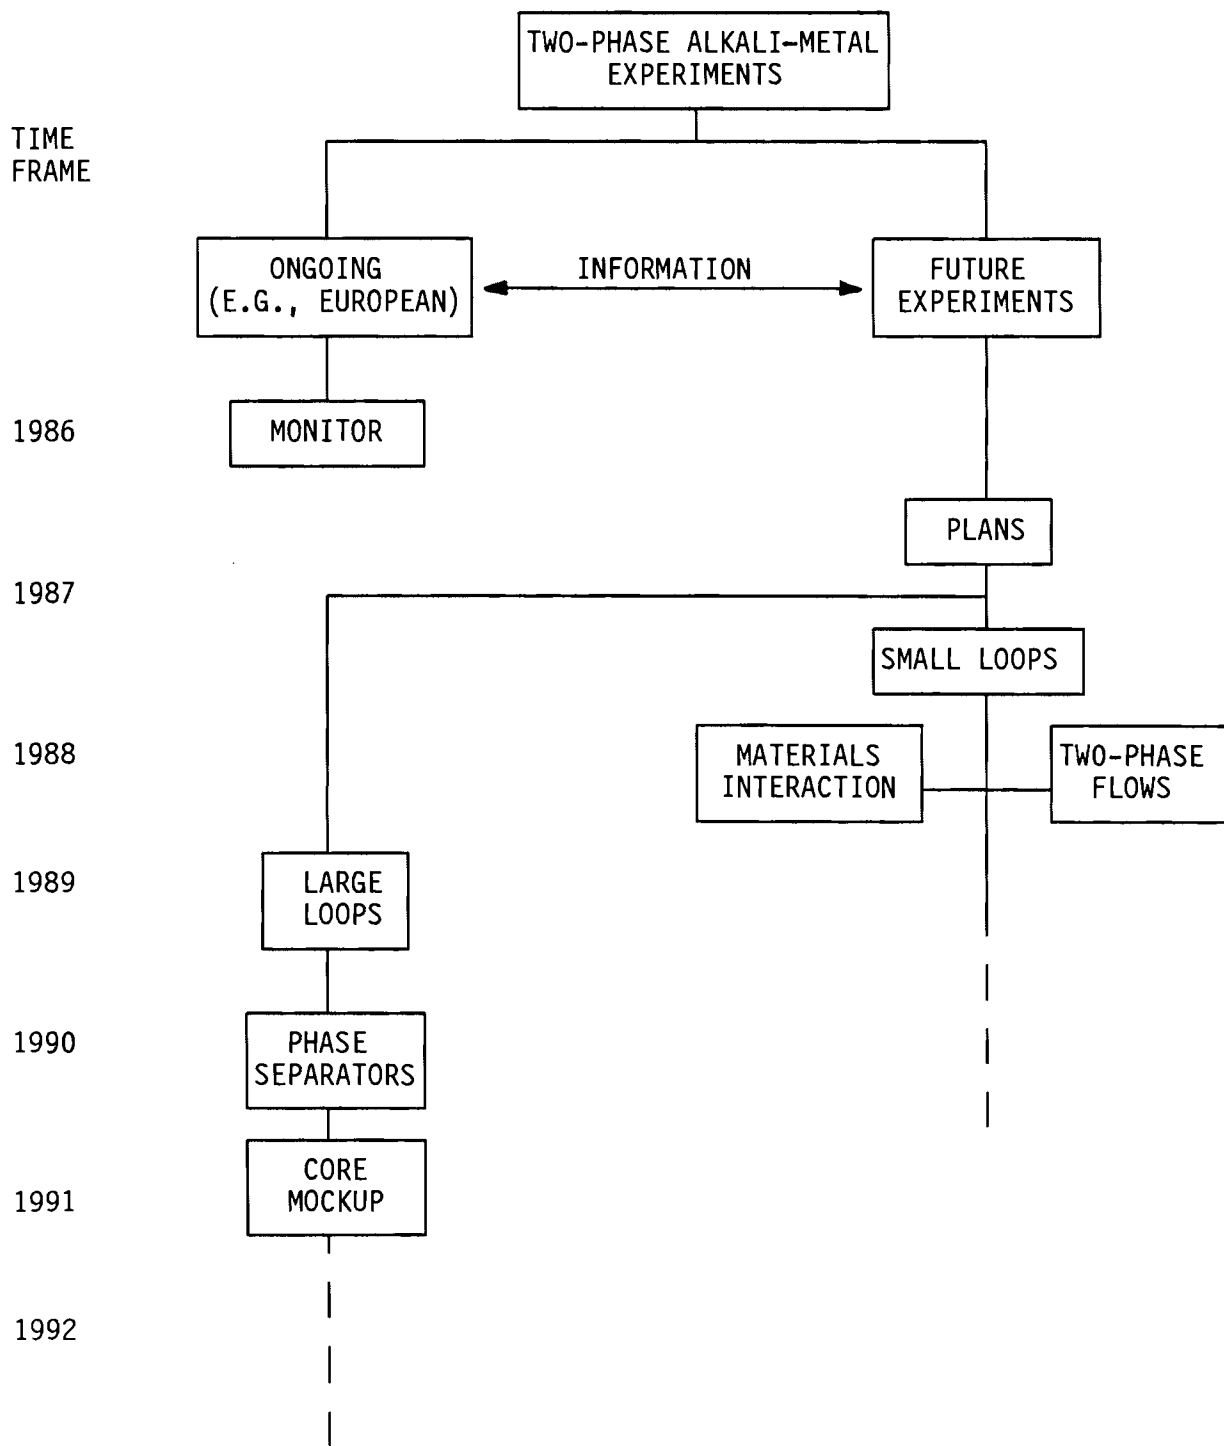 TWO-PHASE ALKALI-METAL
EXPERIMENTS
TIME
FRAME
ONGOING
(E.G., EUROPEAN)
INFORMATION
FUTURE
EXPERIMENTS
1986
MONITOR
PLANS
1987
SMALL LOOPS
1988
MATERIALS
INTERACTION
TWO-PHASE
FLOWS
1989
LARGE
LOOPS
1990
PHASE
SEPARATORS
CORE
MOCKUP
1991
1992